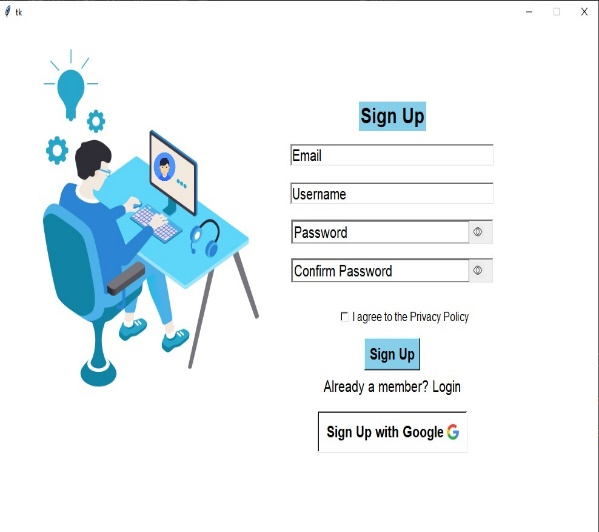 tk
Sign Up
Email
Username
Password
Confirm Password
I agree to the Privacy Policy
Sign Up
Already a member? Login
Sign Up with Google